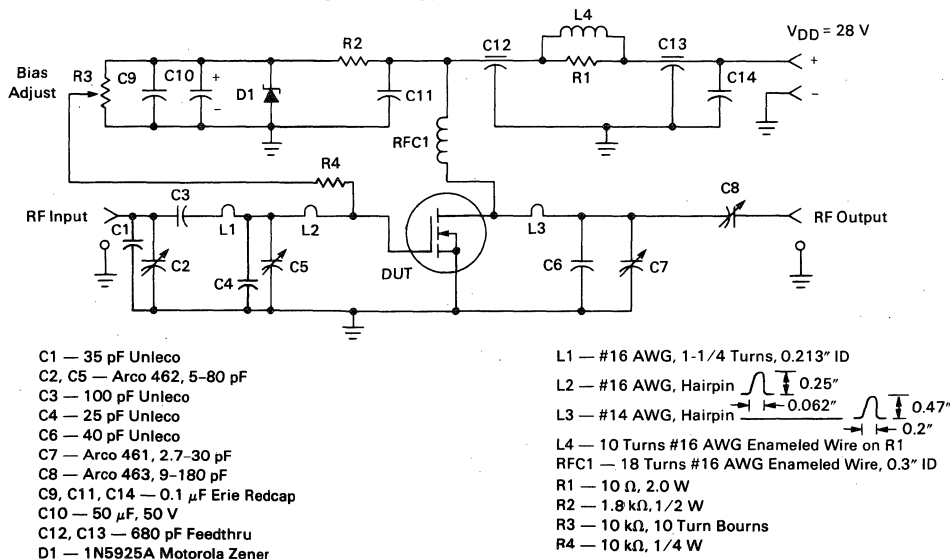 L4
R2
C12
C13
VDD = 28 V
R1
+
Bias
Adjust
R3
C9
C10
+
–
D1
C11
C14
–
RFC1
R4
C3
C8
RF Input
L1
L2
L3
RF Output
C1
C2
C4
C5
DUT
C6
C7
C1 — 35 pF Unleco
C2, C5 — Arco 462, 5-80 pF
C3 — 100 pF Unleco
C4 — 25 pF Unleco
C6 — 40 pF Unleco
C7 — Arco 461, 2.7-30 pF
C8 — Arco 463, 9-180 pF
C9, C11, C14 — 0.1 μF Erie Redcap
C10 — 50 μF, 50 V
C12, C13 — 680 pF Feedthru
D1 — 1N5925A Motorola Zener
L1 — #16 AWG, 1-1/4 Turns, 0.213″ ID
L2 — #16 AWG, Hairpin 0.25″
0.062″
L3 — #14 AWG, Hairpin 0.47″
0.2″
L4 — 10 Turns #16 AWG Enameled Wire on R1
RFC1 — 18 Turns #16 AWG Enameled Wire, 0.3″ ID
R1 — 10 Ω, 2.0 W
R2 — 1.8 kΩ, 1/2 W
R3 — 10 kΩ, 10 Turn Bourns
R4 — 10 kΩ, 1/4 W